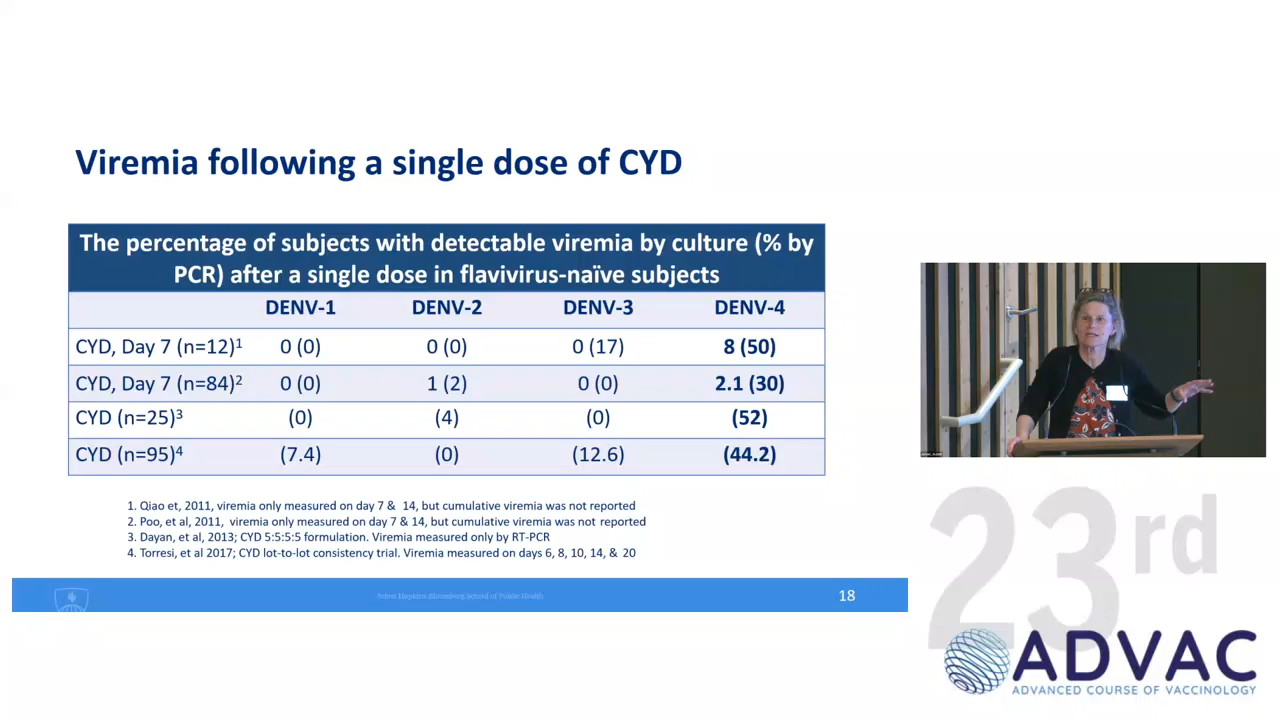 Viremia following a single dose of CYD
The percentage of subjects with detectable viremia by culture (% by
PCR) after a single dose in flavivirus-naïve subjects
DENV-1 DENV-2 DENV-3 DENV-4
CYD, Day 7 (n=12)1 0 (0) 0 (0) 0 (17) 8 (50)
CYD, Day 7 (n=84)2 0 (0) 1 (2) 0 (0) 2.1 (30)
CYD (n=25)3 (0) (4) (0) (52)
CYD (n=95)4 (7.4) (0) (12.6) (44.2)
1. Qiao et, 2011, viremia only measured on day 7 & 14, but cumulative viremia was not reported
2. Poo, et al, 2011, viremia only measured on day 7 & 14, but cumulative viremia was not reported
3. Dayan, et al, 2013; CYD 5:5:5:5 formulation. Viremia measured only by RT-PCR
4. Torresi, et al 2017; CYD lot-to-lot consistency trial. Viremia measured on days 6, 8, 10, 14, & 20
Johns Hopkins Bloomberg School of Public Health
18
23rd
ADVAC
ADVANCED COURSE OF VACCINOLOGY